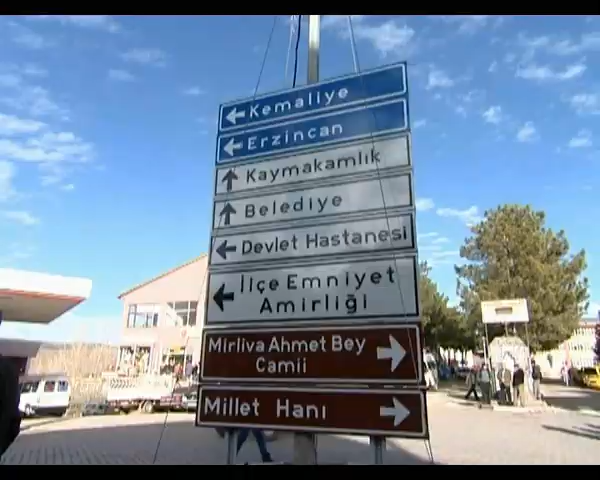 Kemaliye
Erzincan
Kaymakamlık
Belediye
Devlet Hastanesi
İlçe Emniyet
Amirliği
Mirliva Ahmet Bey
Camii
Millet Hanı